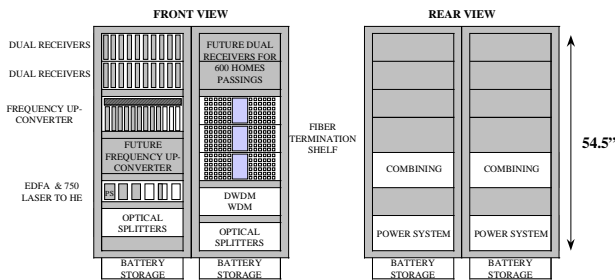 FRONT VIEW
REAR VIEW
DUAL RECEIVERS
DUAL RECEIVERS
FREQUENCY UP-
CONVERTER
EDFA & 750
LASER TO HE
FUTURE
FREQUENCY UP-
CONVERTER
PS
OPTICAL
SPLITTERS
BATTERY
STORAGE
FUTURE DUAL
RECEIVERS FOR
600 HOMES
PASSINGS
DWDM
WDM
OPTICAL
SPLITTERS
BATTERY
STORAGE
FIBER
TERMINATION
SHELF
COMBINING
POWER SYSTEM
BATTERY
STORAGE
COMBINING
POWER SYSTEM
BATTERY
STORAGE
54.5”